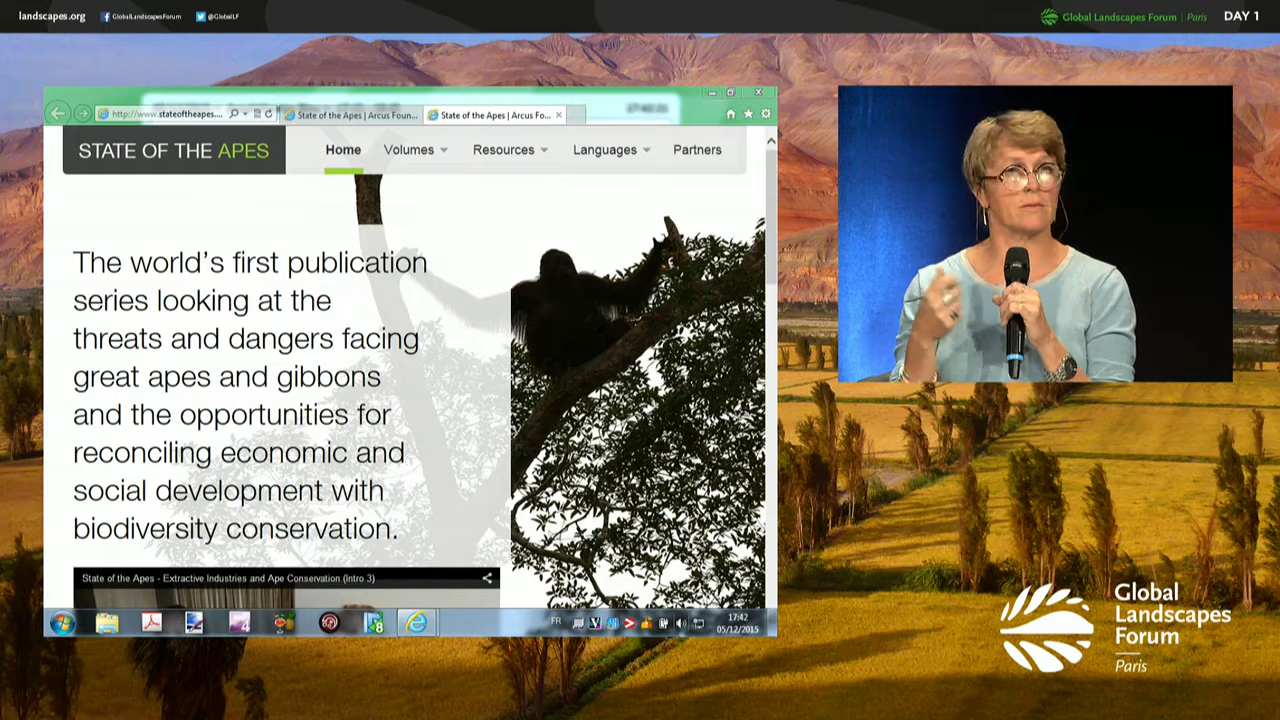 landscapes.org GlobalLandscapesForum @GlobalLF
Global Landscapes Forum | Paris DAY 1
http://www.stateoftheapes....
State of the Apes | Arcus Foun...
State of the Apes | Arcus Fo...
STATE OF THE APES
Home Volumes Resources Languages Partners
The world's first publication
series looking at the
threats and dangers facing
great apes and gibbons
and the opportunities for
reconciling economic and
social development with
biodiversity conservation.
State of the Apes - Extractive Industries and Ape Conservation (Intro 3)
FR
17:42
05/12/2015
Global
Landscapes
Forum
Paris